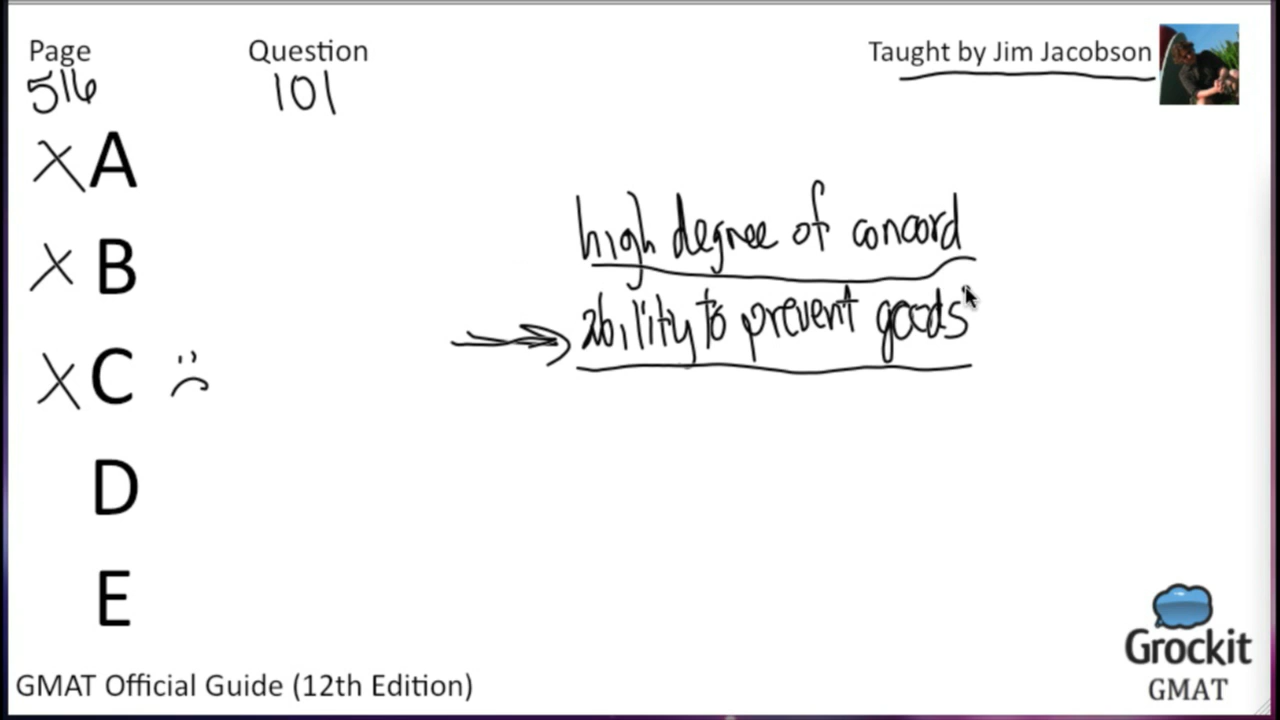 Page
Question
Taught by Jim Jacobson
516
101
X A
X B
X C
D
E
high degree of concord
ability to prevent goods
Grockit
GMAT
GMAT Official Guide (12th Edition)